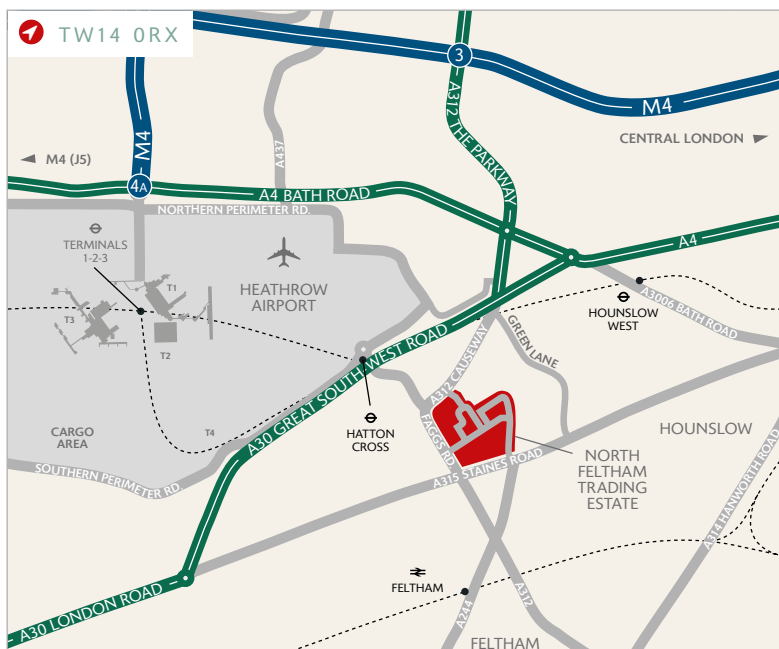 TW14 0RX
3
M4
A312 THE PARKWAY
CENTRAL LONDON
M4 (J5)
M4
A437
4A
A4 BATH ROAD
NORTHERN PERIMETER RD.
A4
TERMINALS
1-2-3
HEATHROW
AIRPORT
T1
T3
T2
T4
HOUNSLOW
WEST
A3006 BATH ROAD
GREEN LANE
A312 CAUSEWAY
A30 GREAT SOUTH WEST ROAD
HATTON
CROSS
FAGGS RD
CARGO
AREA
SOUTHERN PERIMETER RD.
HOUNSLOW
NORTH
FELTHAM
TRADING
ESTATE
A315 STAINES ROAD
A314 HANWORTH ROAD
A30 LONDON ROAD
FELTHAM
A244
A312
FELTHAM